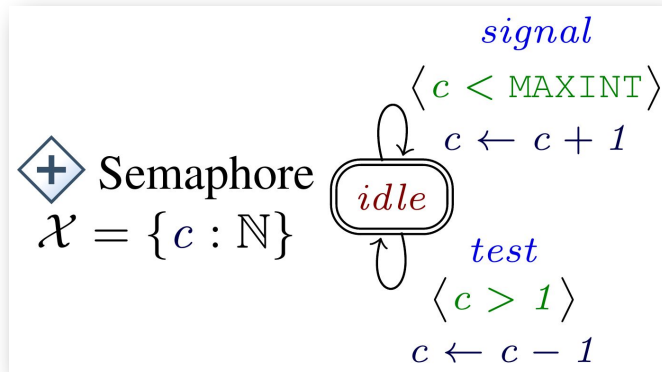 signal
⟨c < MAXINT⟩
c ← c + 1
+ Semaphore
𝒳 = {c : ℕ}
idle
test
⟨c > 1⟩
c ← c − 1